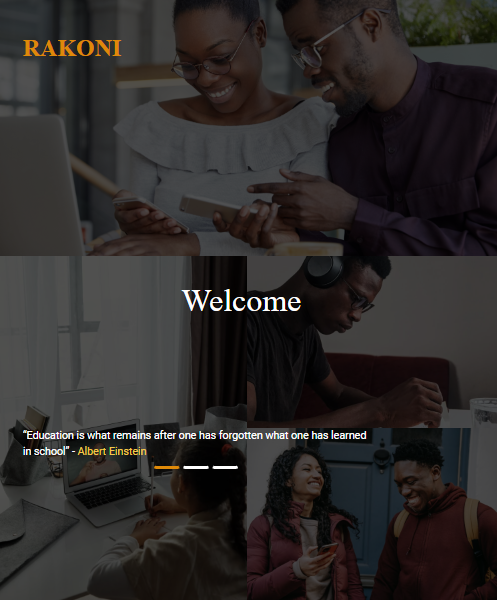 RAKONI
Welcome
“Education is what remains after one has forgotten what one has learned
in school” - Albert Einstein